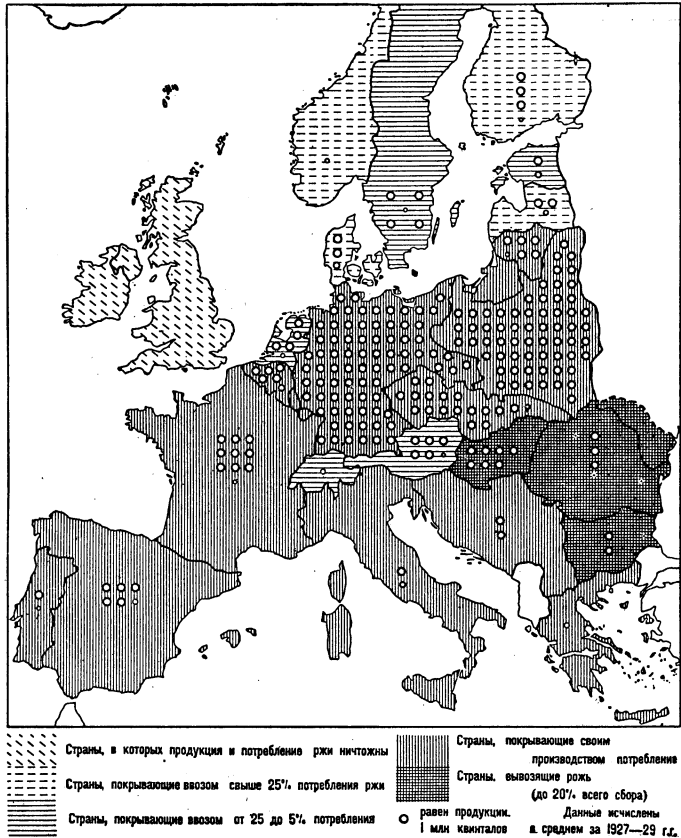 Страны, в которых продукция и потребление ржи ничтожны
Страны, покрывающие ввозом свыше 25% потребления ржи
Страны, покрывающие ввозом от 25 до 5% потребления
Страны, покрывающие своим
производством потребление
Страны, вывозящие рожь
(до 20% всего сбора)
равен продукции.
1 млн квинталов
Данные исчислены
в среднем за 1927—29 г.г.